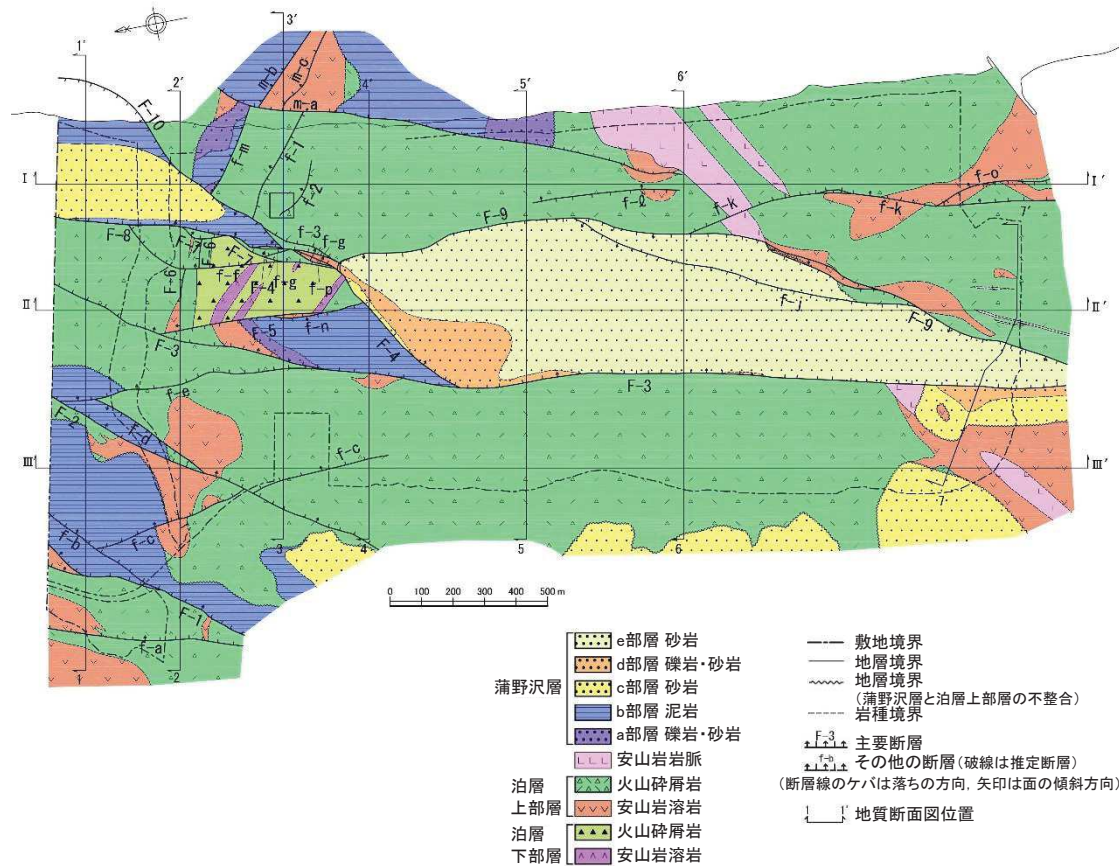 3'
1'
2'
m-b
m-c
4'
5'
6'
m-a
F-10
f-m
f-1
f-2
Ⅰ
Ⅰ'
f-o
f-k
f-k
f-ℓ
7'
F-9
F-8
f-3
f-g
F-7
F-6
F-6
f-f
F-4
f-g
f-p
Ⅱ
Ⅱ'
f-j
F-9
F-5
f-n
F-3
F-4
F-3
f-e
F-2
f-d
f-c
Ⅲ
Ⅲ'
7
f-b
f-c
3
4
5
6
F-1
f-a
1
2
0 100 200 300 400 500 m
蒲野沢層
e部層 砂岩
d部層 礫岩・砂岩
c部層 砂岩
b部層 泥岩
a部層 礫岩・砂岩
安山岩岩脈
泊層
上部層
火山砕屑岩
安山岩溶岩
泊層
下部層
火山砕屑岩
安山岩溶岩
敷地境界
地層境界
地層境界
(蒲野沢層と泊層上部層の不整合)
岩種境界
F-3 主要断層
f-b その他の断層(破線は推定断層)
(断層線のケバは落ちの方向, 矢印は面の傾斜方向)
1 1' 地質断面図位置